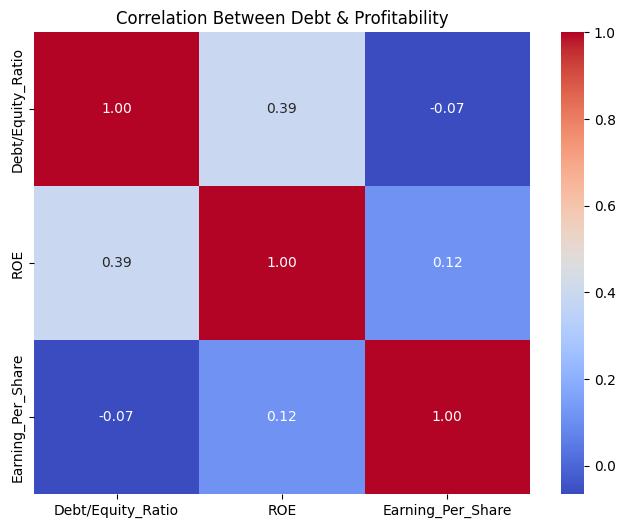 Correlation Between Debt & Profitability
Debt/Equity_Ratio
1.00
0.39
-0.07
ROE
0.39
1.00
0.12
Earning_Per_Share
-0.07
0.12
1.00
Debt/Equity_Ratio
ROE
Earning_Per_Share
1.0
0.8
0.6
0.4
0.2
0.0